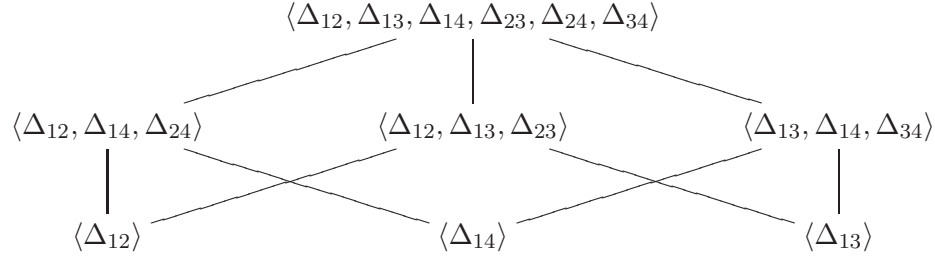 ⟨Δ₁₂, Δ₁₃, Δ₁₄, Δ₂₃, Δ₂₄, Δ₃₄⟩
⟨Δ₁₂, Δ₁₄, Δ₂₄⟩ ⟨Δ₁₂, Δ₁₃, Δ₂₃⟩ ⟨Δ₁₃, Δ₁₄, Δ₃₄⟩
⟨Δ₁₂⟩ ⟨Δ₁₄⟩ ⟨Δ₁₃⟩